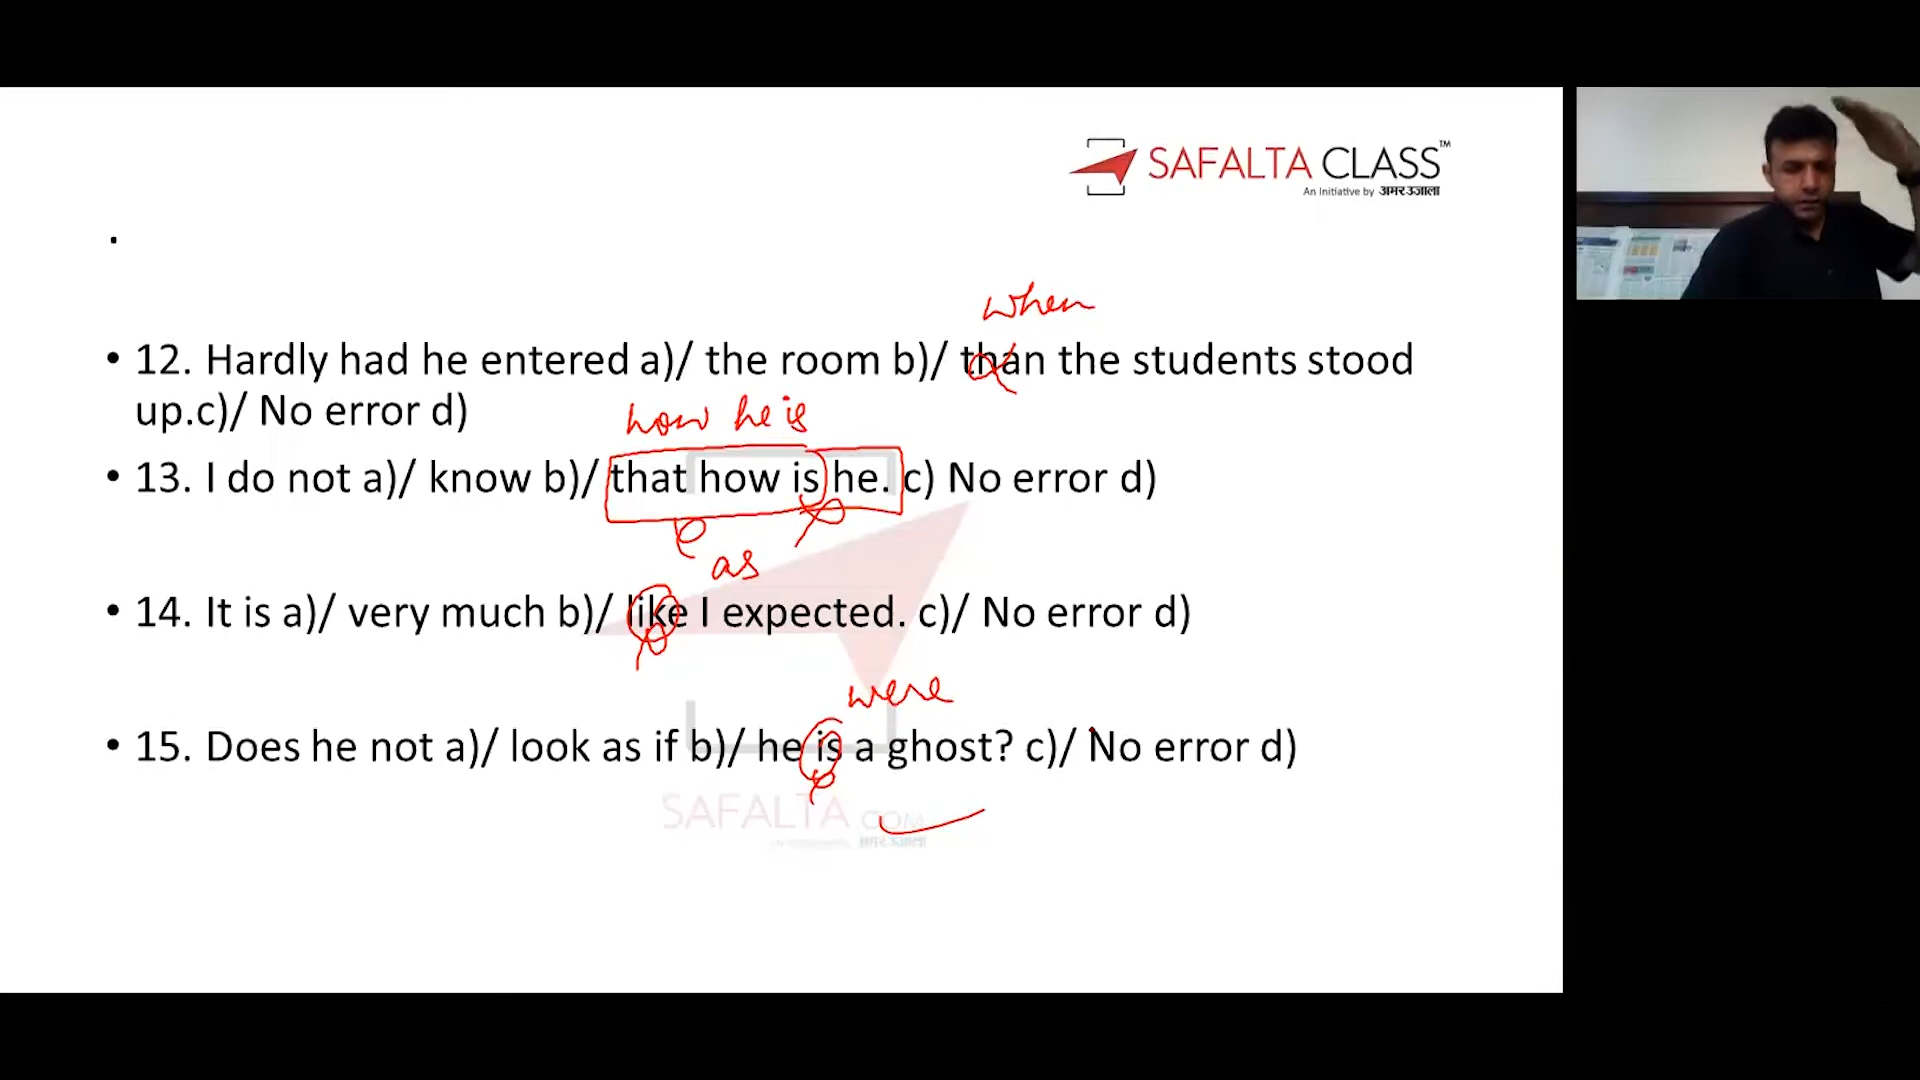 SAFALTA CLASS™
An Initiative by अमर उजाला
.
when
• 12. Hardly had he entered a)/ the room b)/ than the students stood
up.c)/ No error d)
how he is
• 13. I do not a)/ know b)/ that how is he. c) No error d)
as
• 14. It is a)/ very much b)/ like I expected. c)/ No error d)
were
• 15. Does he not a)/ look as if b)/ he is a ghost? c)/ No error d)
SAFALTA.COM